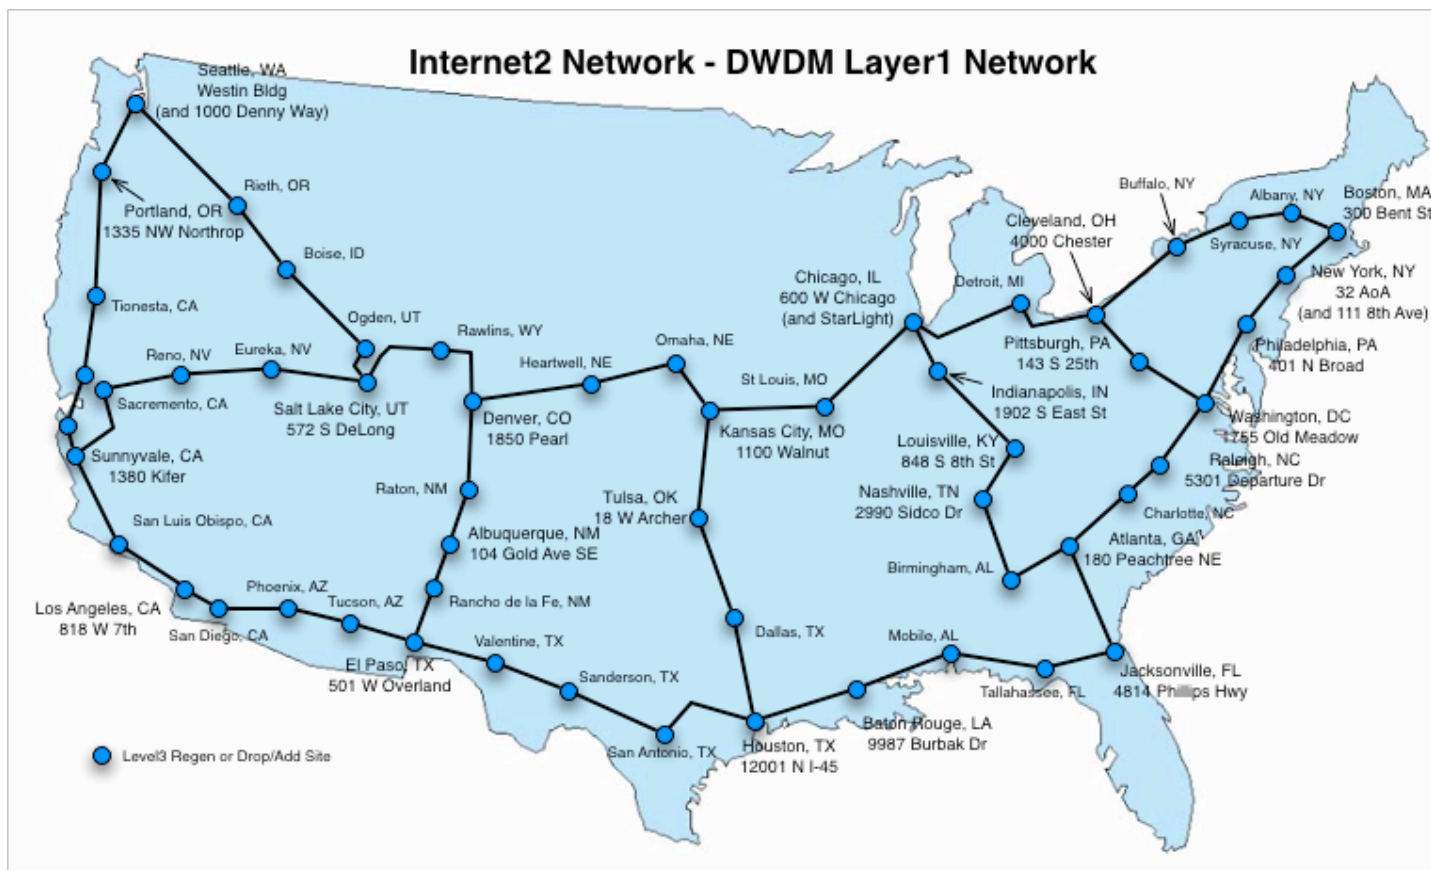 Internet2 Network - DWDM Layer1 Network
Seattle, WA
Westin Bldg
(and 1000 Denny Way)
Rieth, OR
Portland, OR
1335 NW Northrop
Boise, ID
Tionesta, CA
Ogden, UT
Rawlins, WY
Reno, NV
Eureka, NV
Sacremento, CA
Salt Lake City, UT
572 S DeLong
Heartwell, NE
Omaha, NE
Denver, CO
1850 Pearl
St Louis, MO
Kansas City, MO
1100 Walnut
Chicago, IL
600 W Chicago
(and StarLight)
Detroit, MI
Cleveland, OH
4000 Chester
Buffalo, NY
Albany, NY
Syracuse, NY
Boston, MA
300 Bent St
New York, NY
32 AoA
(and 111 8th Ave)
Philadelphia, PA
401 N Broad
Pittsburgh, PA
143 S 25th
Indianapolis, IN
1902 S East St
Washington, DC
1755 Old Meadow
Louisville, KY
848 S 8th St
Raleigh, NC
5301 Departure Dr
Nashville, TN
2990 Sidco Dr
Charlotte, NC
Atlanta, GA
180 Peachtree NE
Birmingham, AL
Sunnyvale, CA
1380 Kifer
San Luis Obispo, CA
Raton, NM
Albuquerque, NM
104 Gold Ave SE
Tulsa, OK
18 W Archer
Los Angeles, CA
818 W 7th
San Diego, CA
Phoenix, AZ
Tucson, AZ
Rancho de la Fe, NM
El Paso, TX
501 W Overland
Valentine, TX
Sanderson, TX
San Antonio, TX
Dallas, TX
Houston, TX
12001 N I-45
Baton Rouge, LA
9987 Burbak Dr
Mobile, AL
Tallahassee, FL
Jacksonville, FL
4814 Phillips Hwy
Level3 Regen or Drop/Add Site